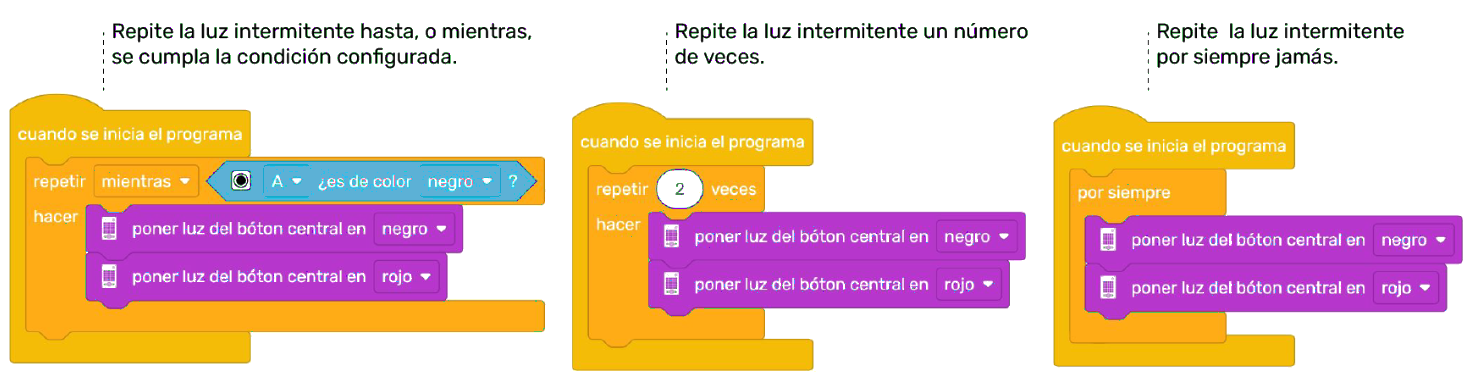 Repite la luz intermitente hasta, o mientras,
se cumpla la condición configurada.
cuando se inicia el programa
repetir mientras A ¿es de color negro ?
hacer
poner luz del bóton central en negro
poner luz del bóton central en rojo
Repite la luz intermitente un número
de veces.
cuando se inicia el programa
repetir 2 veces
hacer
poner luz del bóton central en negro
poner luz del bóton central en rojo
Repite la luz intermitente
por siempre jamás.
cuando se inicia el programa
por siempre
poner luz del bóton central en negro
poner luz del bóton central en rojo